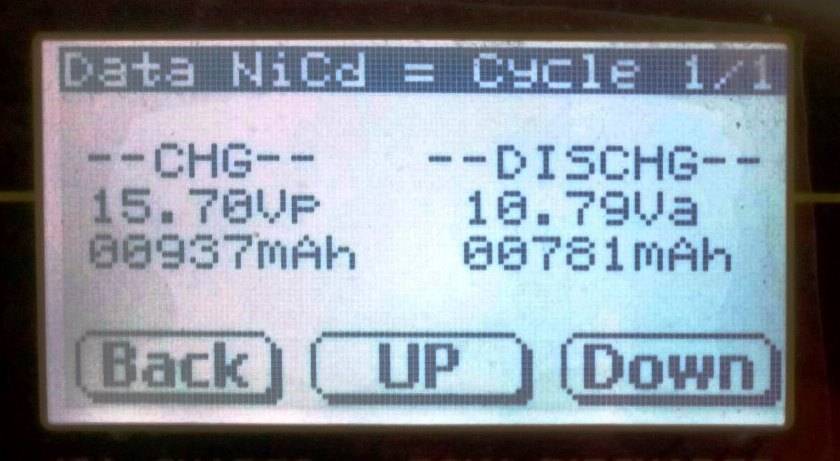 Data NiCd = Cycle 1/1
--CHG-- --DISCHG--
15.70Vp 10.79Va
00937mAh 00781mAh
Back UP Down